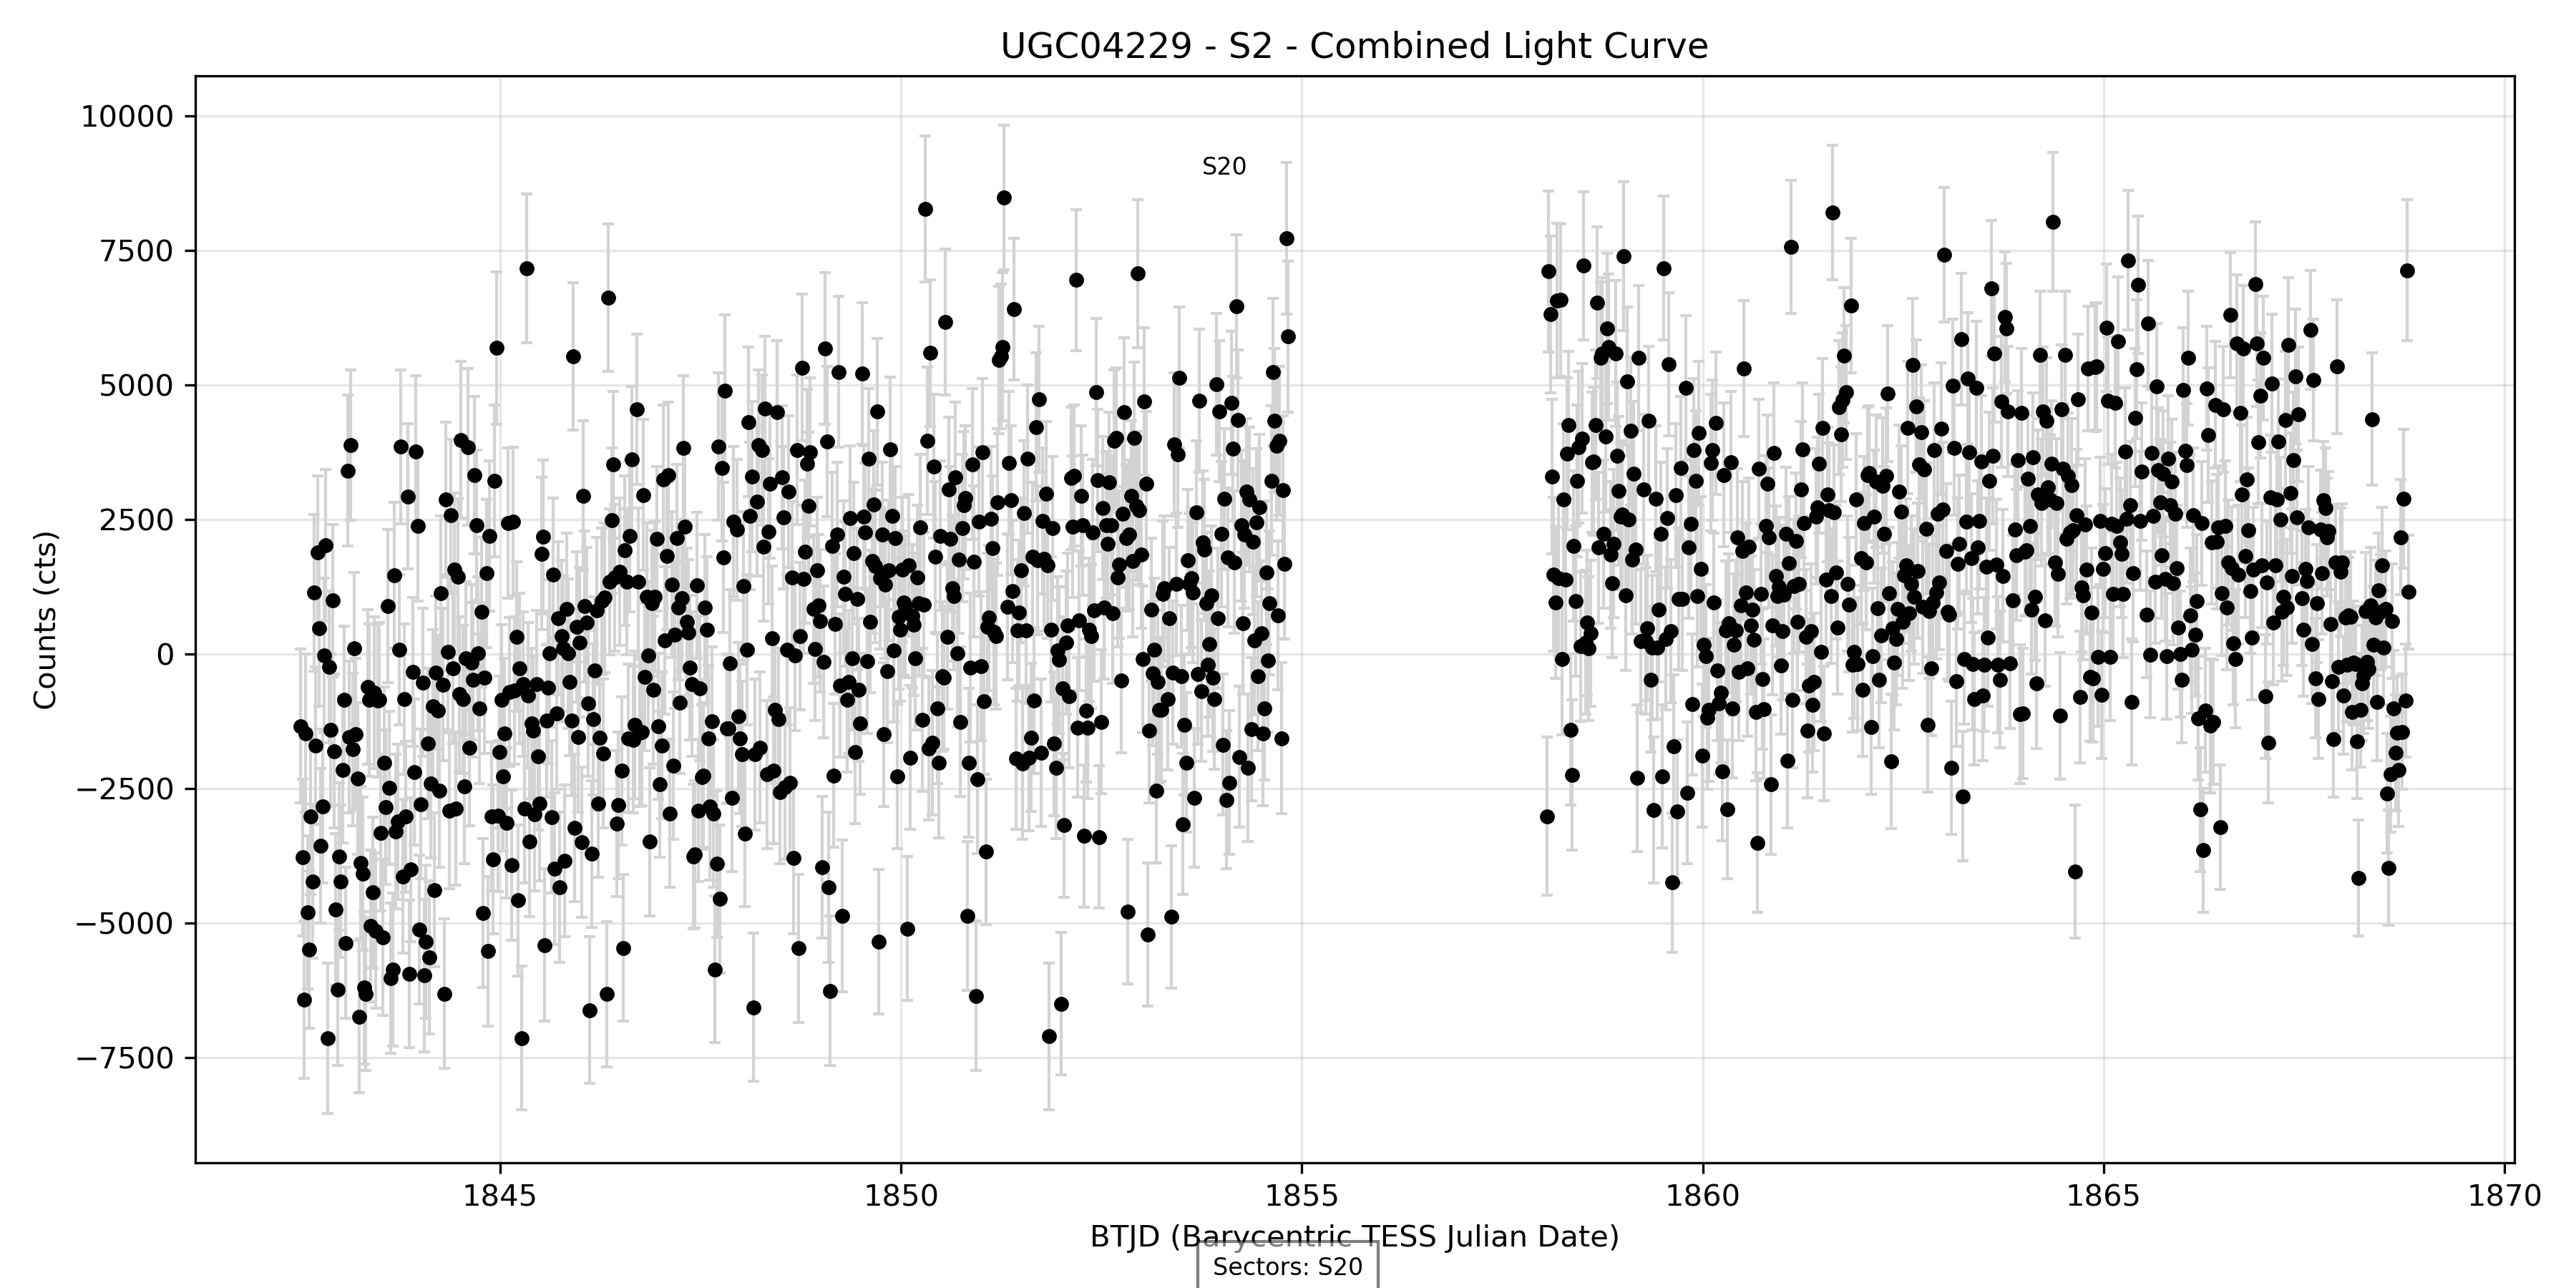 UGC04229 - S2 - Combined Light Curve
Counts (cts)
10000
7500
5000
2500
0
−2500
−5000
−7500
S20
1845 1850 1855 1860 1865 1870
BTJD (Barycentric TESS Julian Date)
Sectors: S20